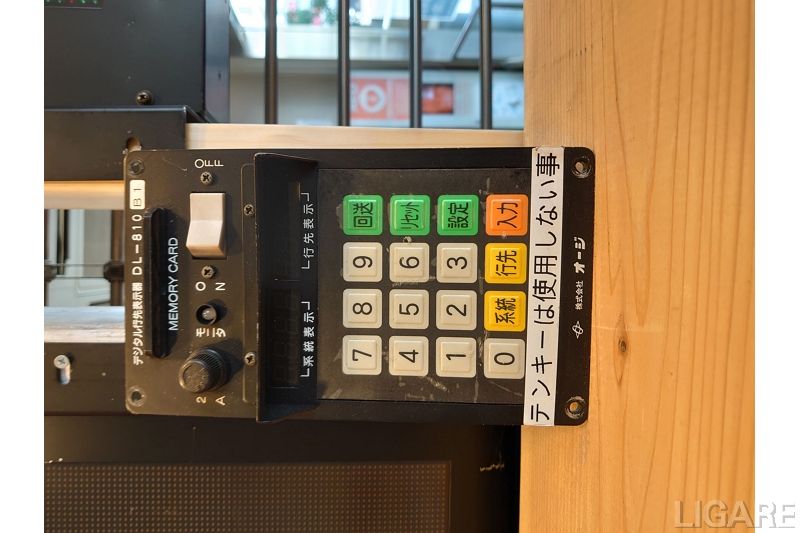 デジタル行先表示器 DL-810 B1
MEMORY CARD
2A
モニタ
ON
OFF
└系統表示┘
└行先表示┘
7 8 9 回送
4 5 6 リセット
1 2 3 設定
0 系統 行先 入力
テンキーは使用しない事
株式会社 オージ
LIGARE